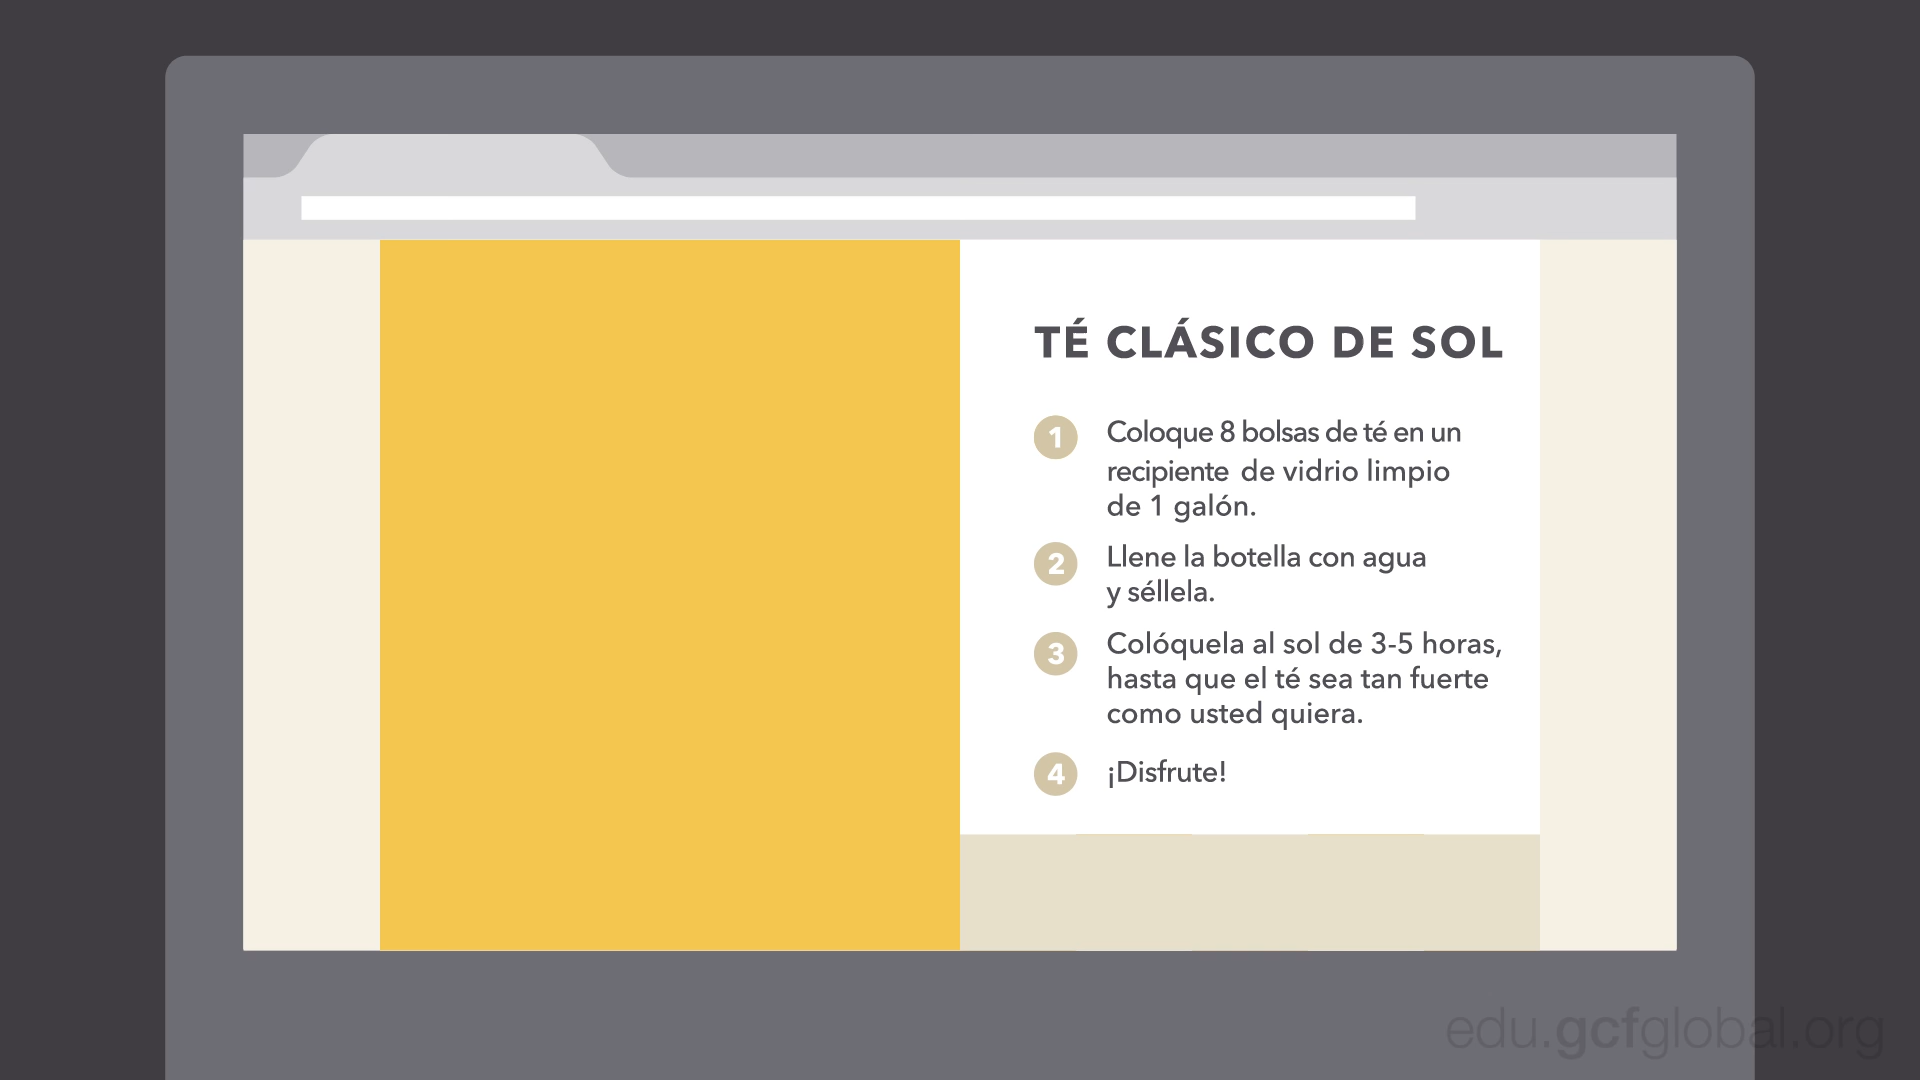 TÉ CLÁSICO DE SOL
1 Coloque 8 bolsas de té en un
recipiente de vidrio limpio
de 1 galón.
2 Llene la botella con agua
y séllela.
3 Colóquela al sol de 3-5 horas,
hasta que el té sea tan fuerte
como usted quiera.
4 ¡Disfrute!
edu.gcfglobal.org